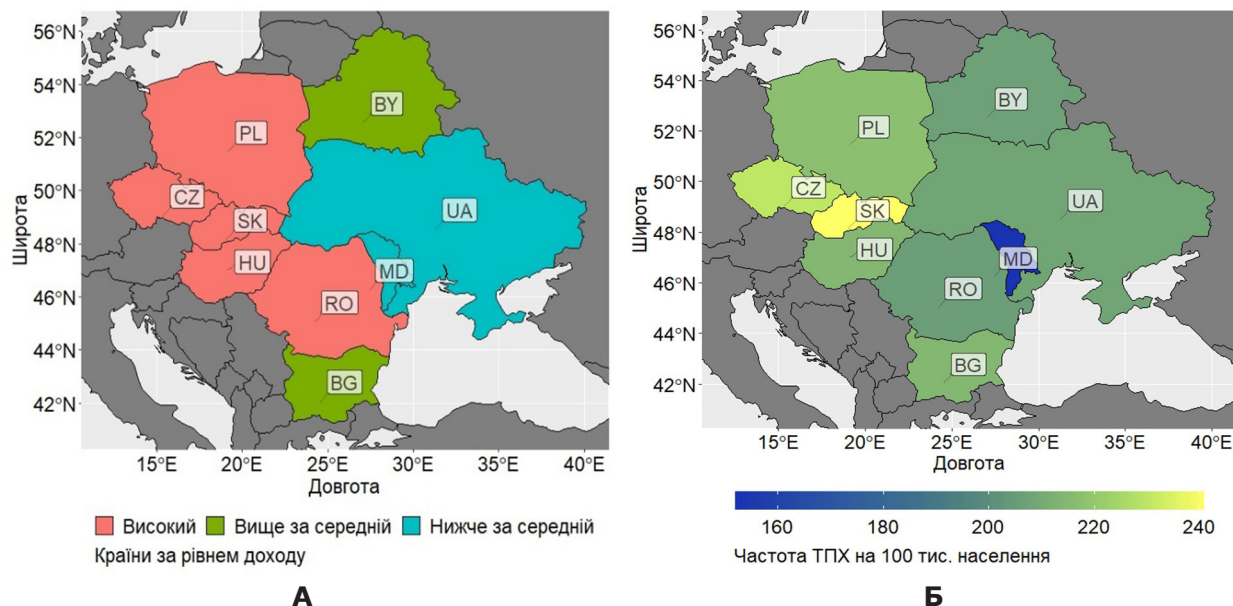 56°N
54°N
52°N
50°N
48°N
46°N
44°N
42°N
Широта
BY
PL
CZ
UA
SK
HU
MD
RO
BG
15°E 20°E 25°E 30°E 35°E 40°E
Довгота
Високий Вище за середній Нижче за середній
Країни за рівнем доходу
А
56°N
54°N
52°N
50°N
48°N
46°N
44°N
42°N
Широта
BY
PL
CZ
UA
SK
HU
MD
RO
BG
15°E 20°E 25°E 30°E 35°E 40°E
Довгота
160 180 200 220 240
Частота ТПХ на 100 тис. населення
Б